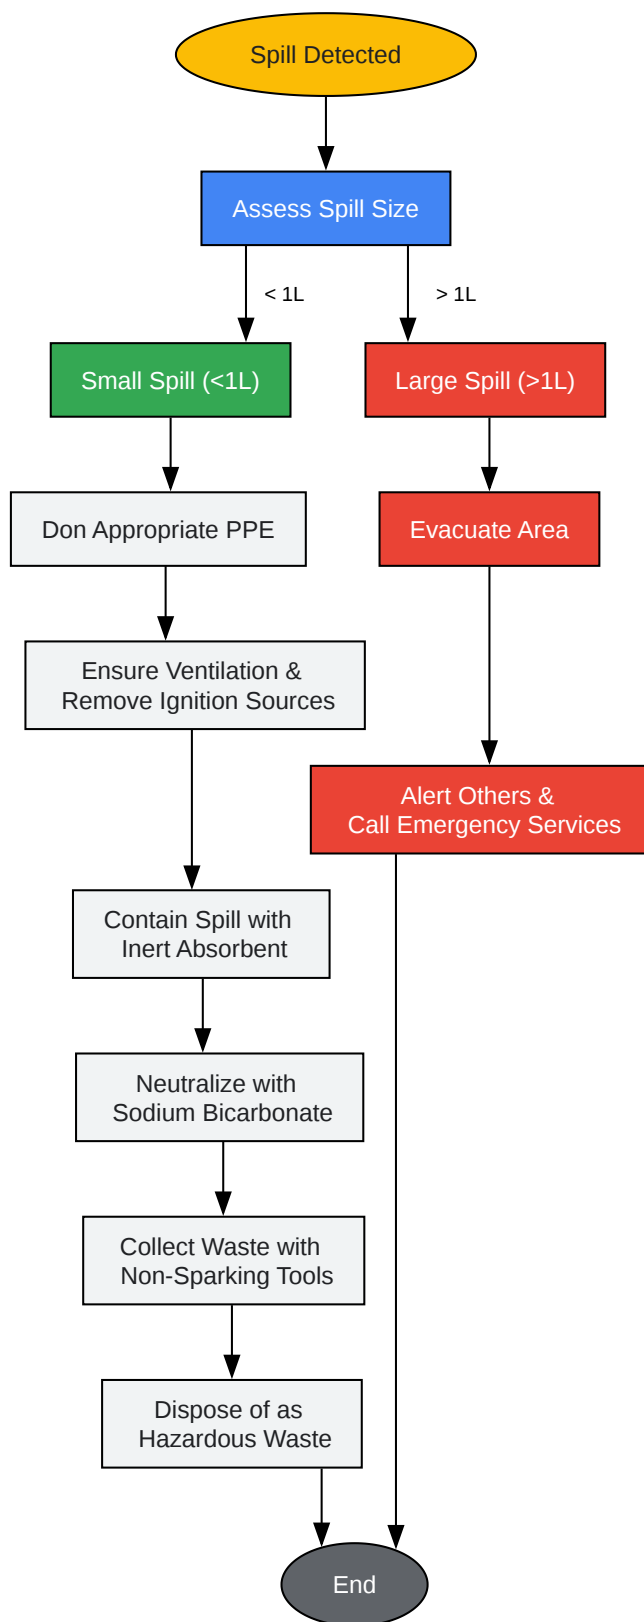 Spill Detected
Assess Spill Size
< 1L
> 1L
Small Spill (<1L)
Large Spill (>1L)
Don Appropriate PPE
Evacuate Area
Ensure Ventilation &
Remove Ignition Sources
Alert Others &
Call Emergency Services
Contain Spill with
Inert Absorbent
Neutralize with
Sodium Bicarbonate
Collect Waste with
Non-Sparking Tools
Dispose of as
Hazardous Waste
End